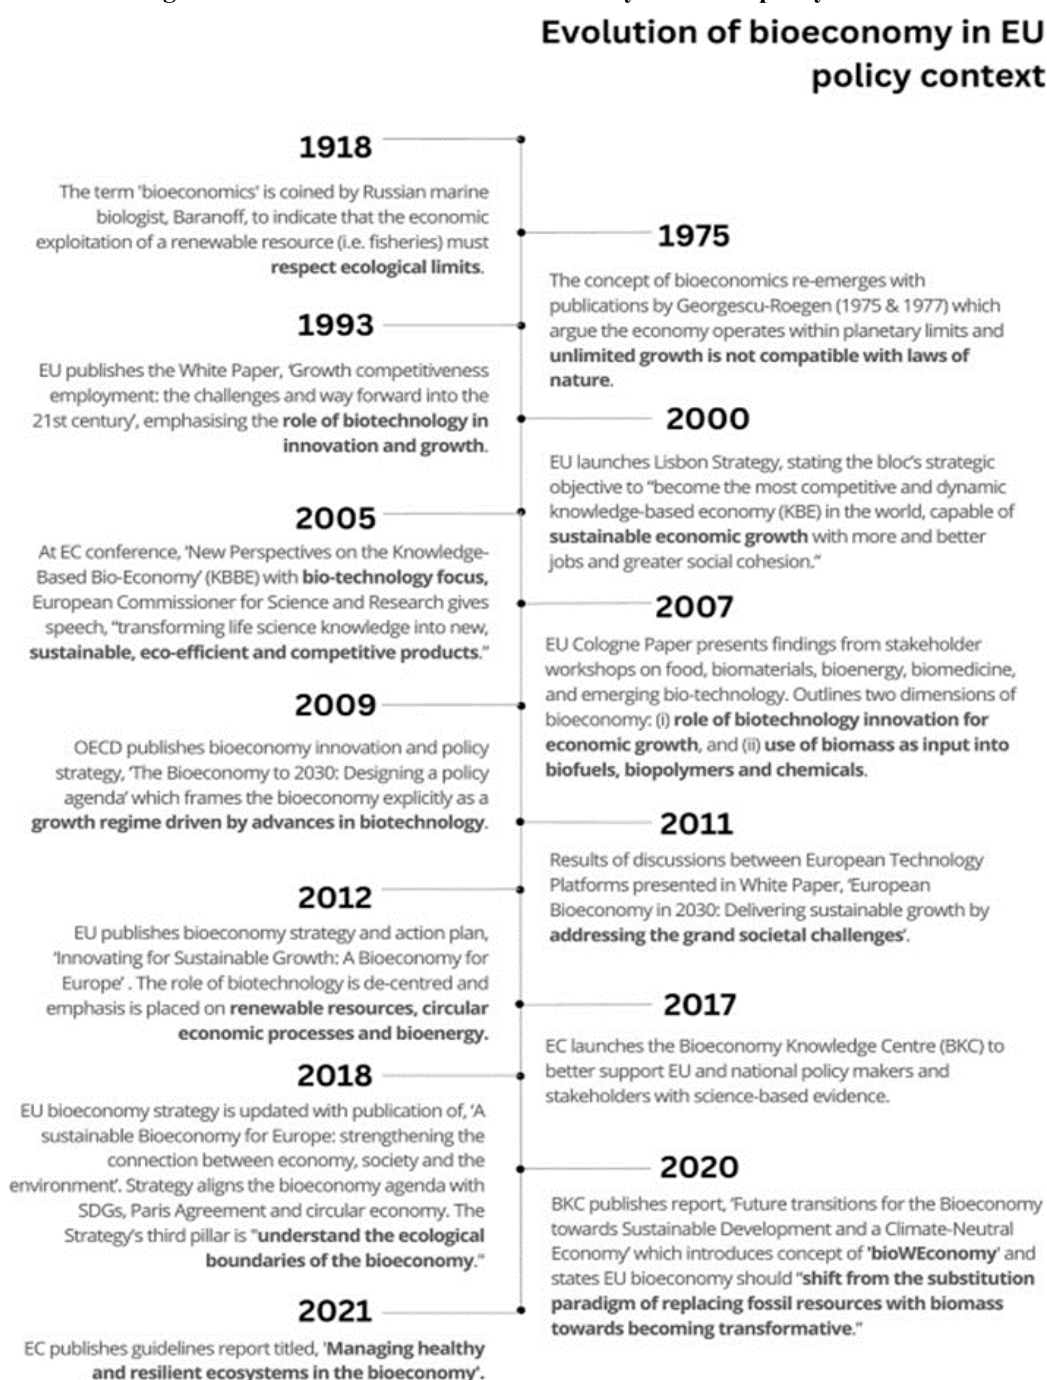 Evolution of bioeconomy in EU
policy context
1918
The term 'bioeconomics' is coined by Russian marine
biologist, Baranoff, to indicate that the economic
exploitation of a renewable resource (i.e. fisheries) must
respect ecological limits.
1975
The concept of bioeconomics re-emerges with
publications by Georgescu-Roegen (1975 & 1977) which
argue the economy operates within planetary limits and
unlimited growth is not compatible with laws of
nature.
1993
EU publishes the White Paper, 'Growth competitiveness
employment: the challenges and way forward into the
21st century', emphasising the role of biotechnology in
innovation and growth.
2000
EU launches Lisbon Strategy, stating the bloc's strategic
objective to "become the most competitive and dynamic
knowledge-based economy (KBE) in the world, capable of
sustainable economic growth with more and better
jobs and greater social cohesion."
2005
At EC conference, 'New Perspectives on the Knowledge-
Based Bio-Economy' (KBBE) with bio-technology focus,
European Commissioner for Science and Research gives
speech, "transforming life science knowledge into new,
sustainable, eco-efficient and competitive products."
2007
EU Cologne Paper presents findings from stakeholder
workshops on food, biomaterials, bioenergy, biomedicine,
and emerging bio-technology. Outlines two dimensions of
bioeconomy: (i) role of biotechnology innovation for
economic growth, and (ii) use of biomass as input into
biofuels, biopolymers and chemicals.
2009
OECD publishes bioeconomy innovation and policy
strategy, 'The Bioeconomy to 2030: Designing a policy
agenda' which frames the bioeconomy explicitly as a
growth regime driven by advances in biotechnology.
2011
Results of discussions between European Technology
Platforms presented in White Paper, 'European
Bioeconomy in 2030: Delivering sustainable growth by
addressing the grand societal challenges'.
2012
EU publishes bioeconomy strategy and action plan,
'Innovating for Sustainable Growth: A Bioeconomy for
Europe' . The role of biotechnology is de-centred and
emphasis is placed on renewable resources, circular
economic processes and bioenergy.
2017
EC launches the Bioeconomy Knowledge Centre (BKC) to
better support EU and national policy makers and
stakeholders with science-based evidence.
2018
EU bioeconomy strategy is updated with publication of, 'A
sustainable Bioeconomy for Europe: strengthening the
connection between economy, society and the
environment'. Strategy aligns the bioeconomy agenda with
SDGs, Paris Agreement and circular economy. The
Strategy's third pillar is "understand the ecological
boundaries of the bioeconomy."
2020
BKC publishes report, 'Future transitions for the Bioeconomy
towards Sustainable Development and a Climate-Neutral
Economy' which introduces concept of 'bioWEconomy' and
states EU bioeconomy should "shift from the substitution
paradigm of replacing fossil resources with biomass
towards becoming transformative."
2021
EC publishes guidelines report titled, 'Managing healthy
and resilient ecosystems in the bioeconomy'.